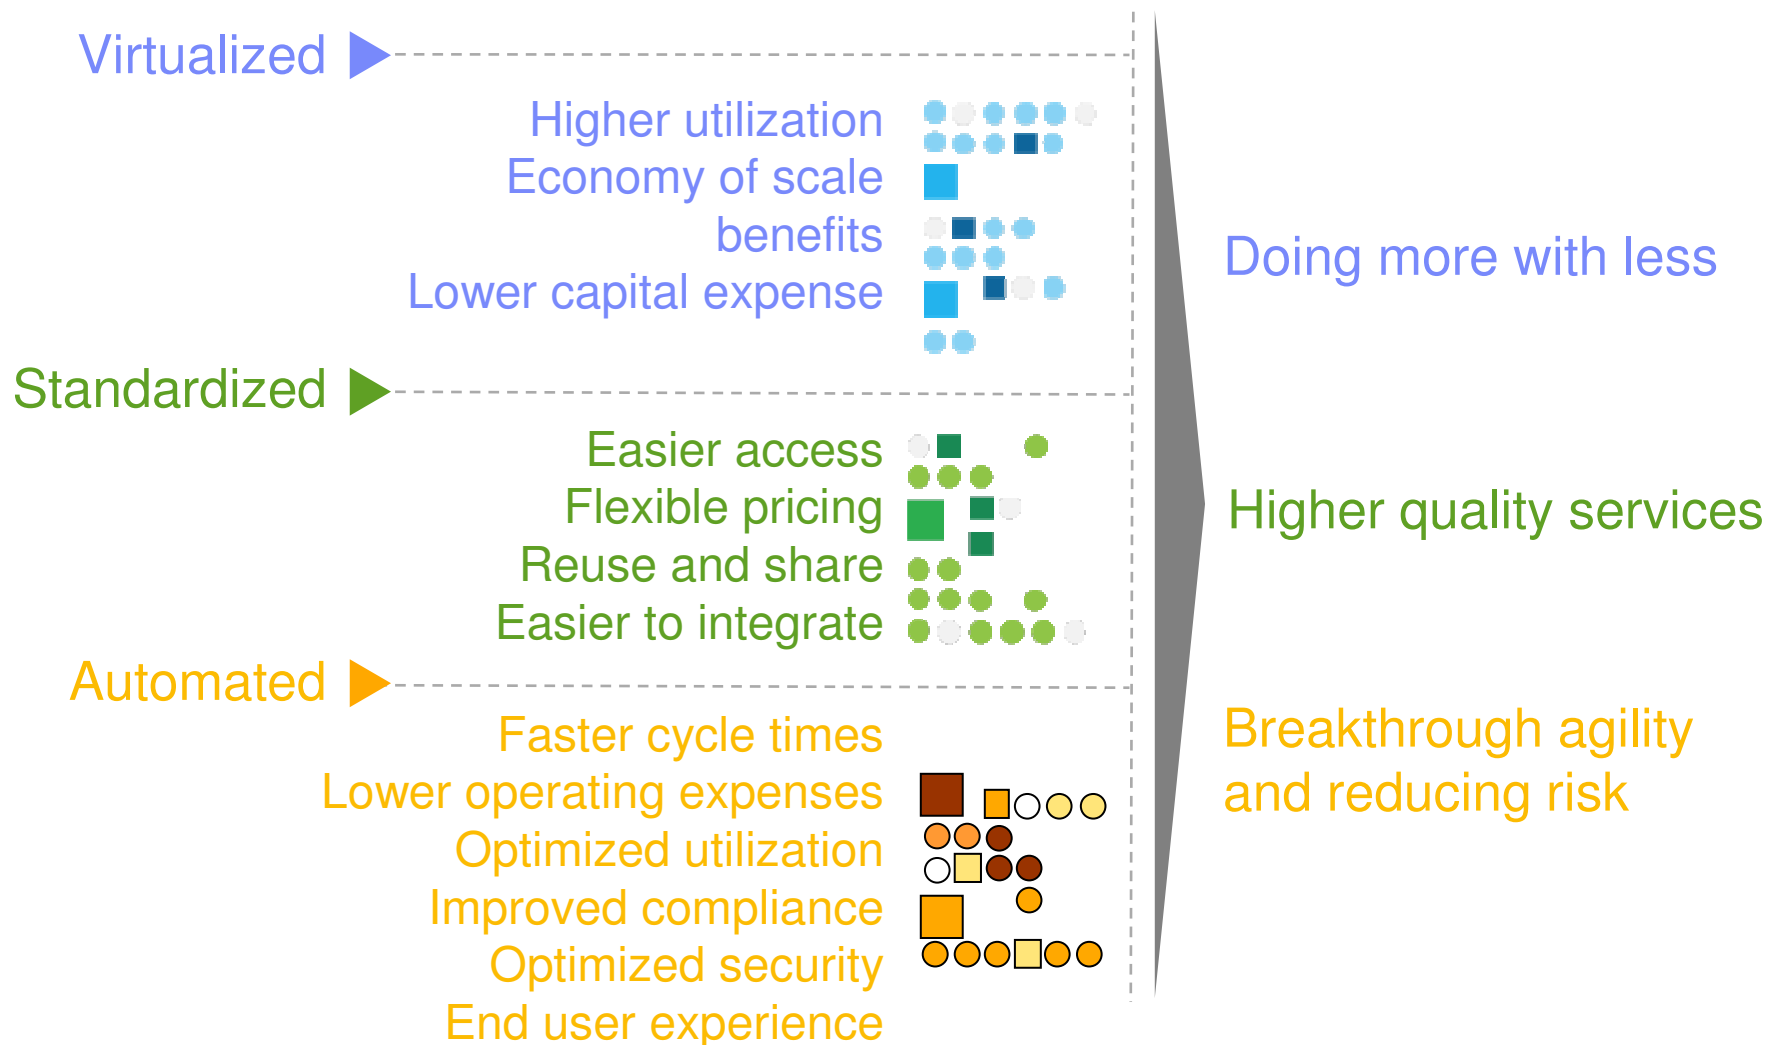 Virtualized
Higher utilization
Economy of scale
benefits
Lower capital expense
Doing more with less
Standardized
Easier access
Flexible pricing
Reuse and share
Easier to integrate
Higher quality services
Automated
Faster cycle times
Lower operating expenses
Optimized utilization
Improved compliance
Optimized security
End user experience
Breakthrough agility
and reducing risk